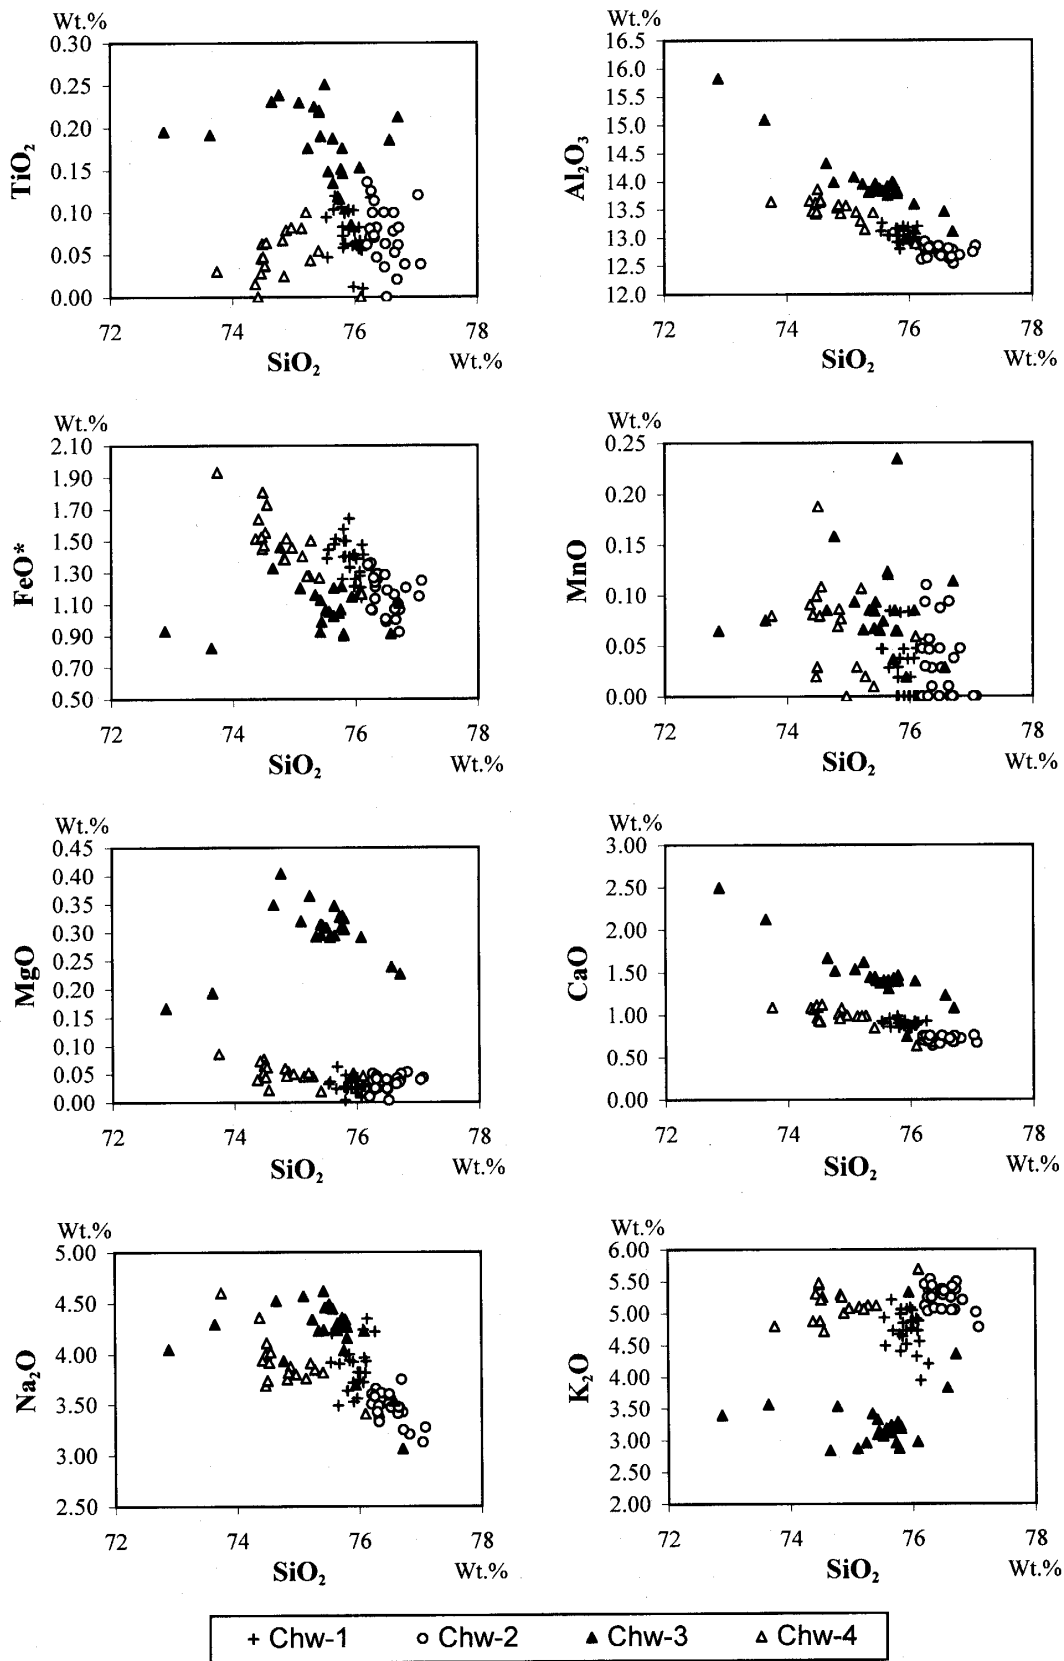 Wt.%
0.30
0.25
0.20
0.15
0.10
0.05
0.00
TiO₂
72 74 76 78
SiO₂ Wt.%
Wt.%
16.5
16.0
15.5
15.0
14.5
14.0
13.5
13.0
12.5
12.0
Al₂O₃
72 74 76 78
SiO₂ Wt.%
Wt.%
2.10
1.90
1.70
1.50
1.30
1.10
0.90
0.70
0.50
FeO*
72 74 76 78
SiO₂ Wt.%
Wt.%
0.25
0.20
0.15
0.10
0.05
0.00
MnO
72 74 76 78
SiO₂ Wt.%
Wt.%
0.45
0.40
0.35
0.30
0.25
0.20
0.15
0.10
0.05
0.00
MgO
72 74 76 78
SiO₂ Wt.%
Wt.%
3.00
2.50
2.00
1.50
1.00
0.50
0.00
CaO
72 74 76 78
SiO₂ Wt.%
Wt.%
5.00
4.50
4.00
3.50
3.00
2.50
Na₂O
72 74 76 78
SiO₂ Wt.%
Wt.%
6.00
5.50
5.00
4.50
4.00
3.50
3.00
2.50
2.00
K₂O
72 74 76 78
SiO₂ Wt.%
+ Chw-1 ○ Chw-2 ▲ Chw-3 △ Chw-4